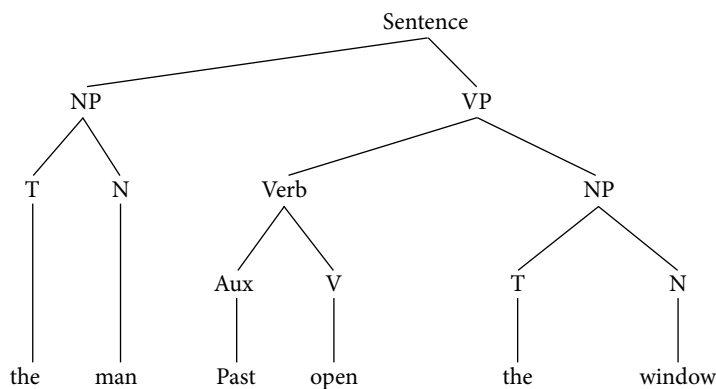 Sentence
NP VP
T N Verb NP
Aux V T N
the man Past open the window